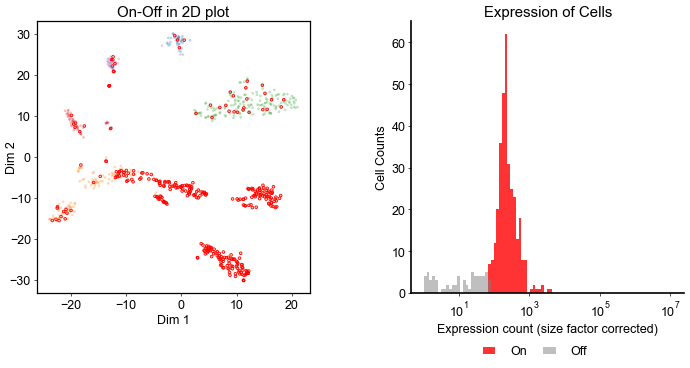 On-Off in 2D plot
Expression of Cells
30
20
10
0
−10
−20
−30
Dim 2
−20 −10 0 10 20
Dim 1
60
50
40
30
20
10
0
Cell Counts
10^1 10^3 10^5 10^7
Expression count (size factor corrected)
On Off